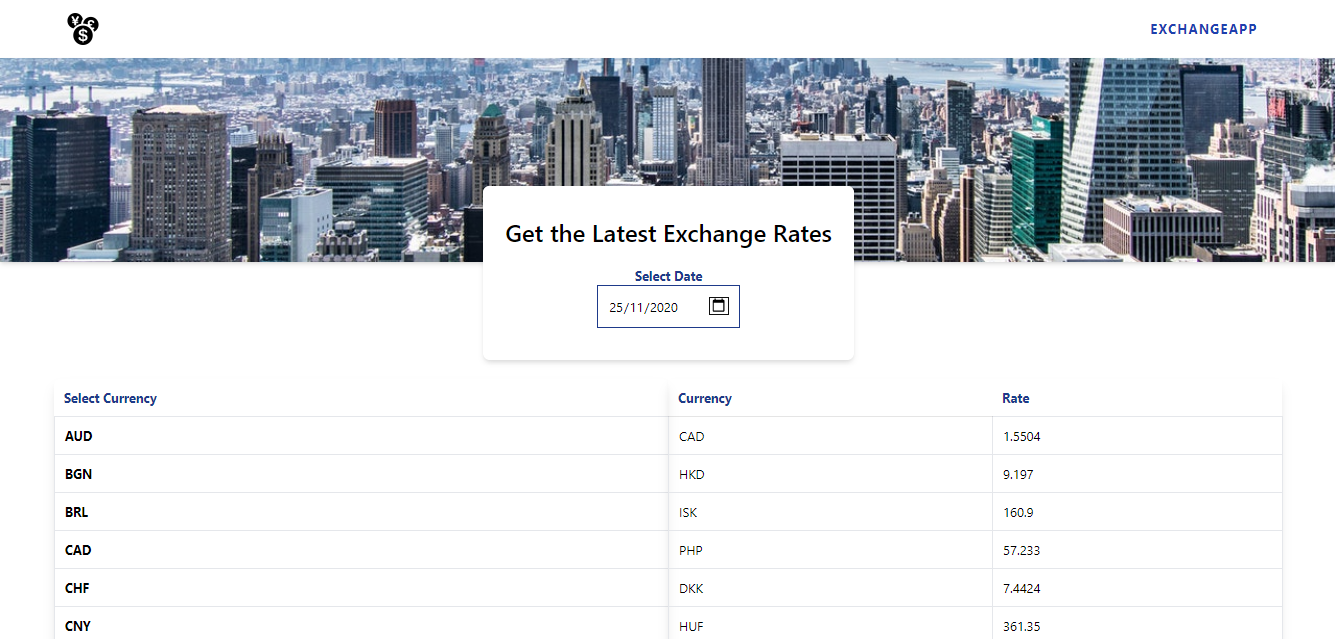 EXCHANGEAPP
Get the Latest Exchange Rates
Select Date
25/11/2020
Select Currency Currency Rate
AUD CAD 1.5504
BGN HKD 9.197
BRL ISK 160.9
CAD PHP 57.233
CHF DKK 7.4424
CNY HUF 361.35